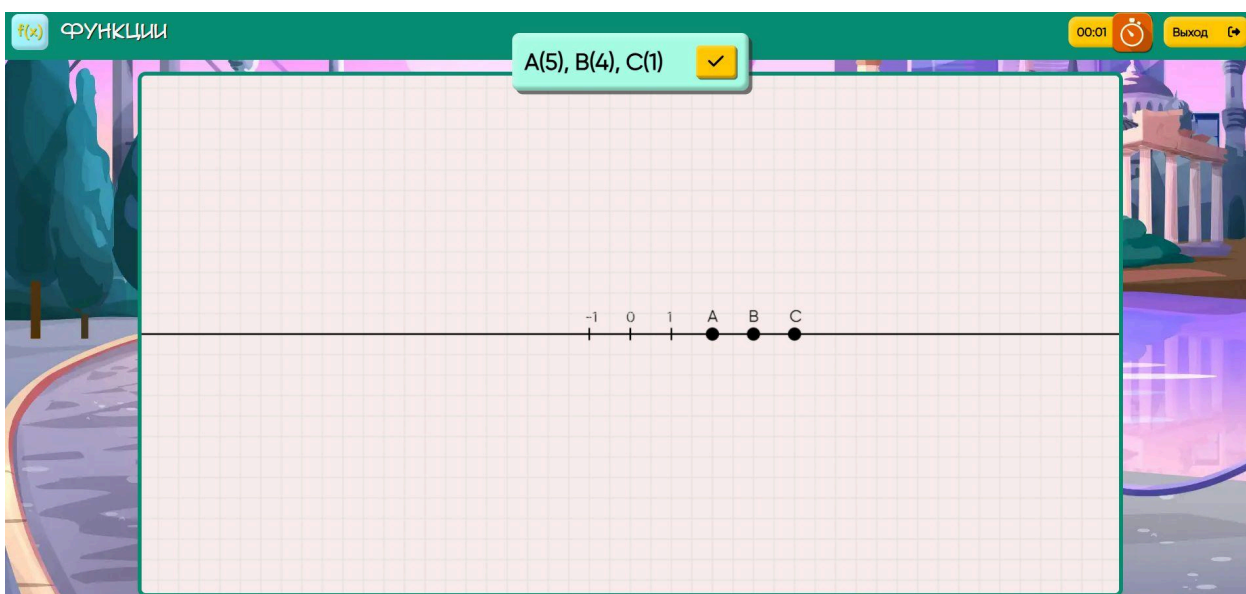 f(x) ФУНКЦИИ
00:01 Выход
A(5), B(4), C(1)
-1 0 1 A B C